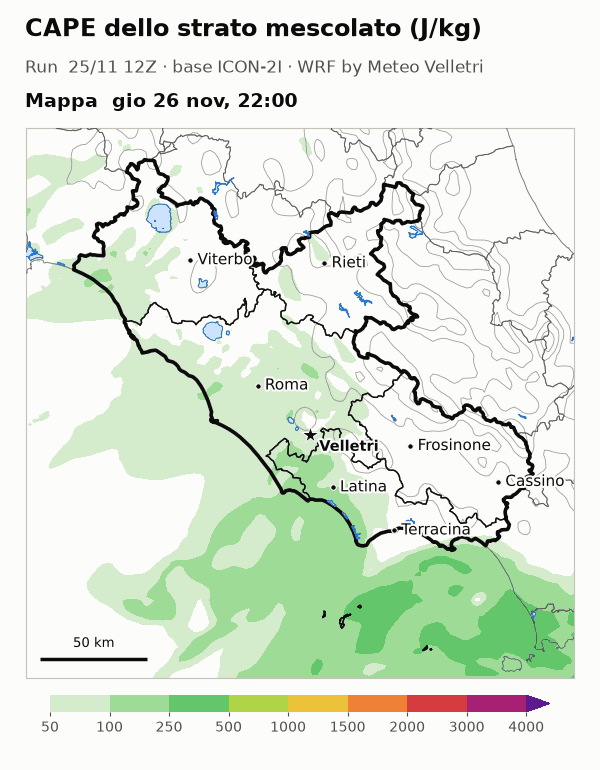 CAPE dello strato mescolato (J/kg)
Run 25/11 12Z · base ICON-2I · WRF by Meteo Velletri
Mappa gio 26 nov, 22:00
Viterbo
Rieti
Roma
Velletri
Frosinone
Latina
Cassino
Terracina
50 km
50 100 250 500 1000 1500 2000 3000 4000